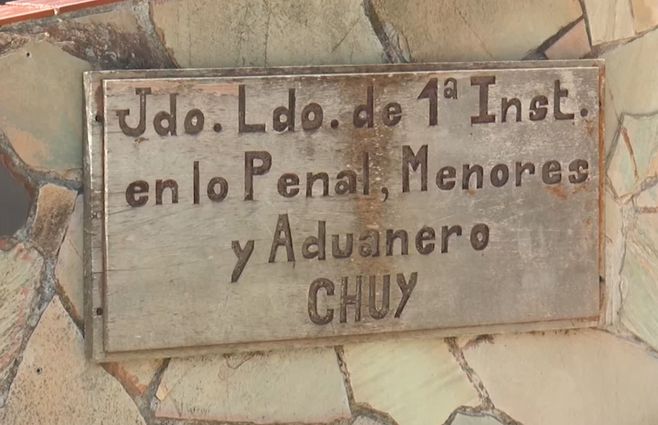 Jdo. Ldo. de 1ª Inst.
en lo Penal, Menores
y Aduanero
CHUY